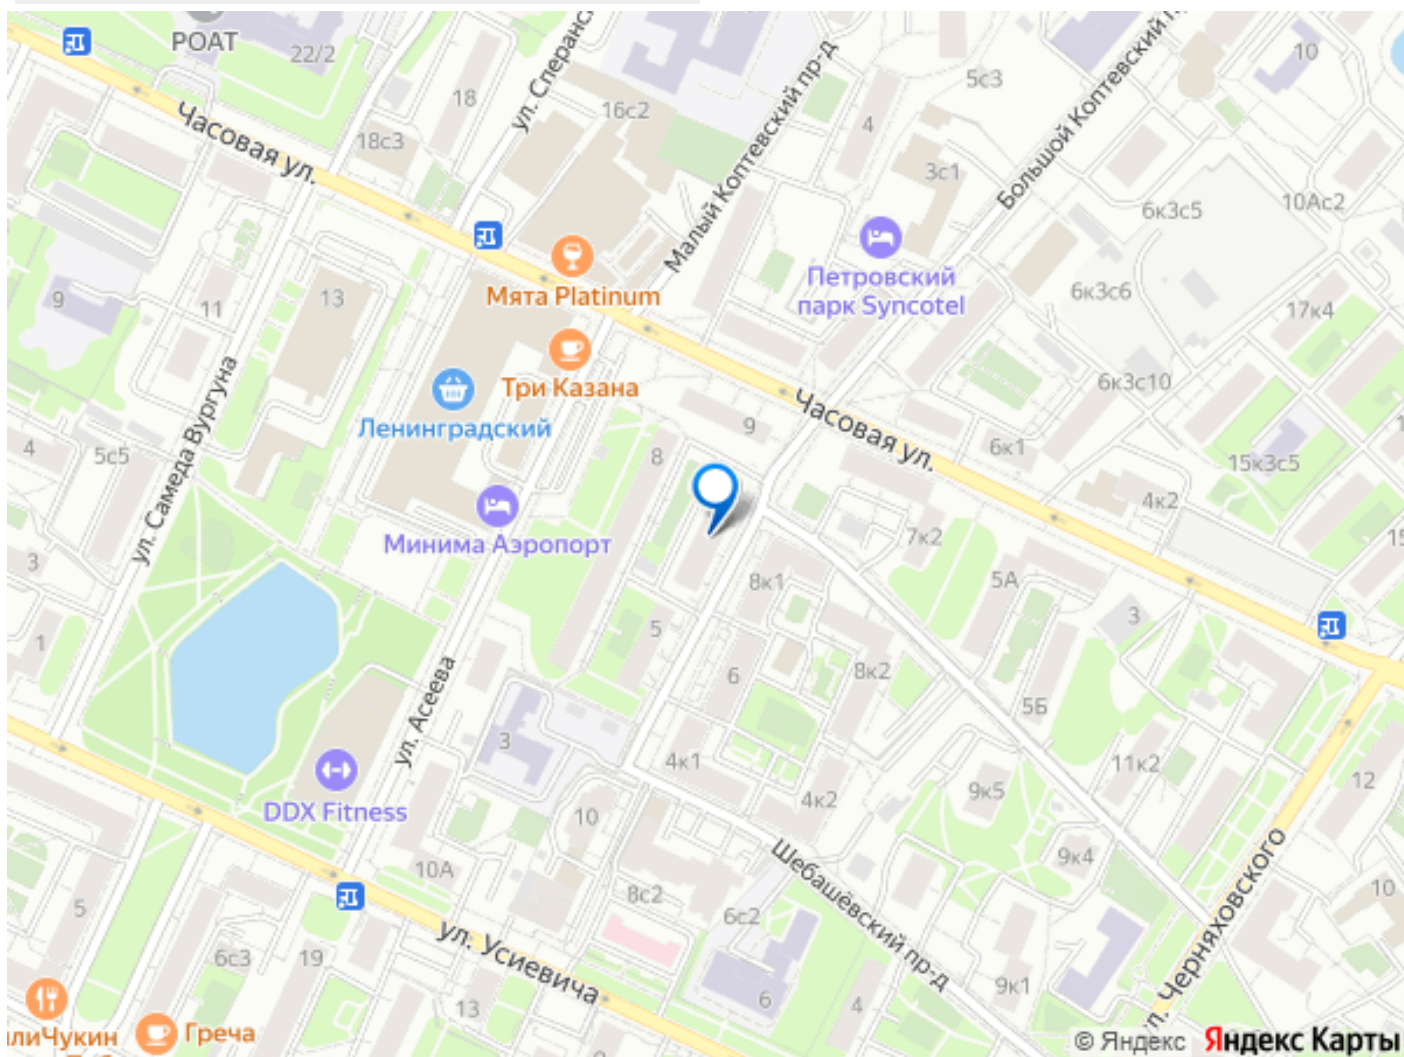 РОАТ
22/2
18
18с3
ул. Сперанс
16с2
Малый Коптевский пр-д
5с3
10
4
3с1
Большой Коптевский п
Часовая ул.
6к3с5
10Ас2
Мята Platinum
Петровский
парк Syncotel
6к3с6
17к4
9
11
13
Три Казана
6к3с10
Ленинградский
ул. Самеда Вургуна
4
5с5
8
9
Часовая ул.
6к1
15к3с5
4к2
Минима Аэропорт
7к2
15
3
8к1
5А
3
1
5
6
8к2
5Б
ул. Асеева
3
4к1
11к2
12
DDX Fitness
10
4к2
9к5
10А
Шебашёвский пр-д
9к4
8с2
10
5
6с2
ул. Усиевича
ул. Черняховского
6с3
19
13
6
4
9к1
илиЧукин
Греча
© Яндекс Яндекс Карты